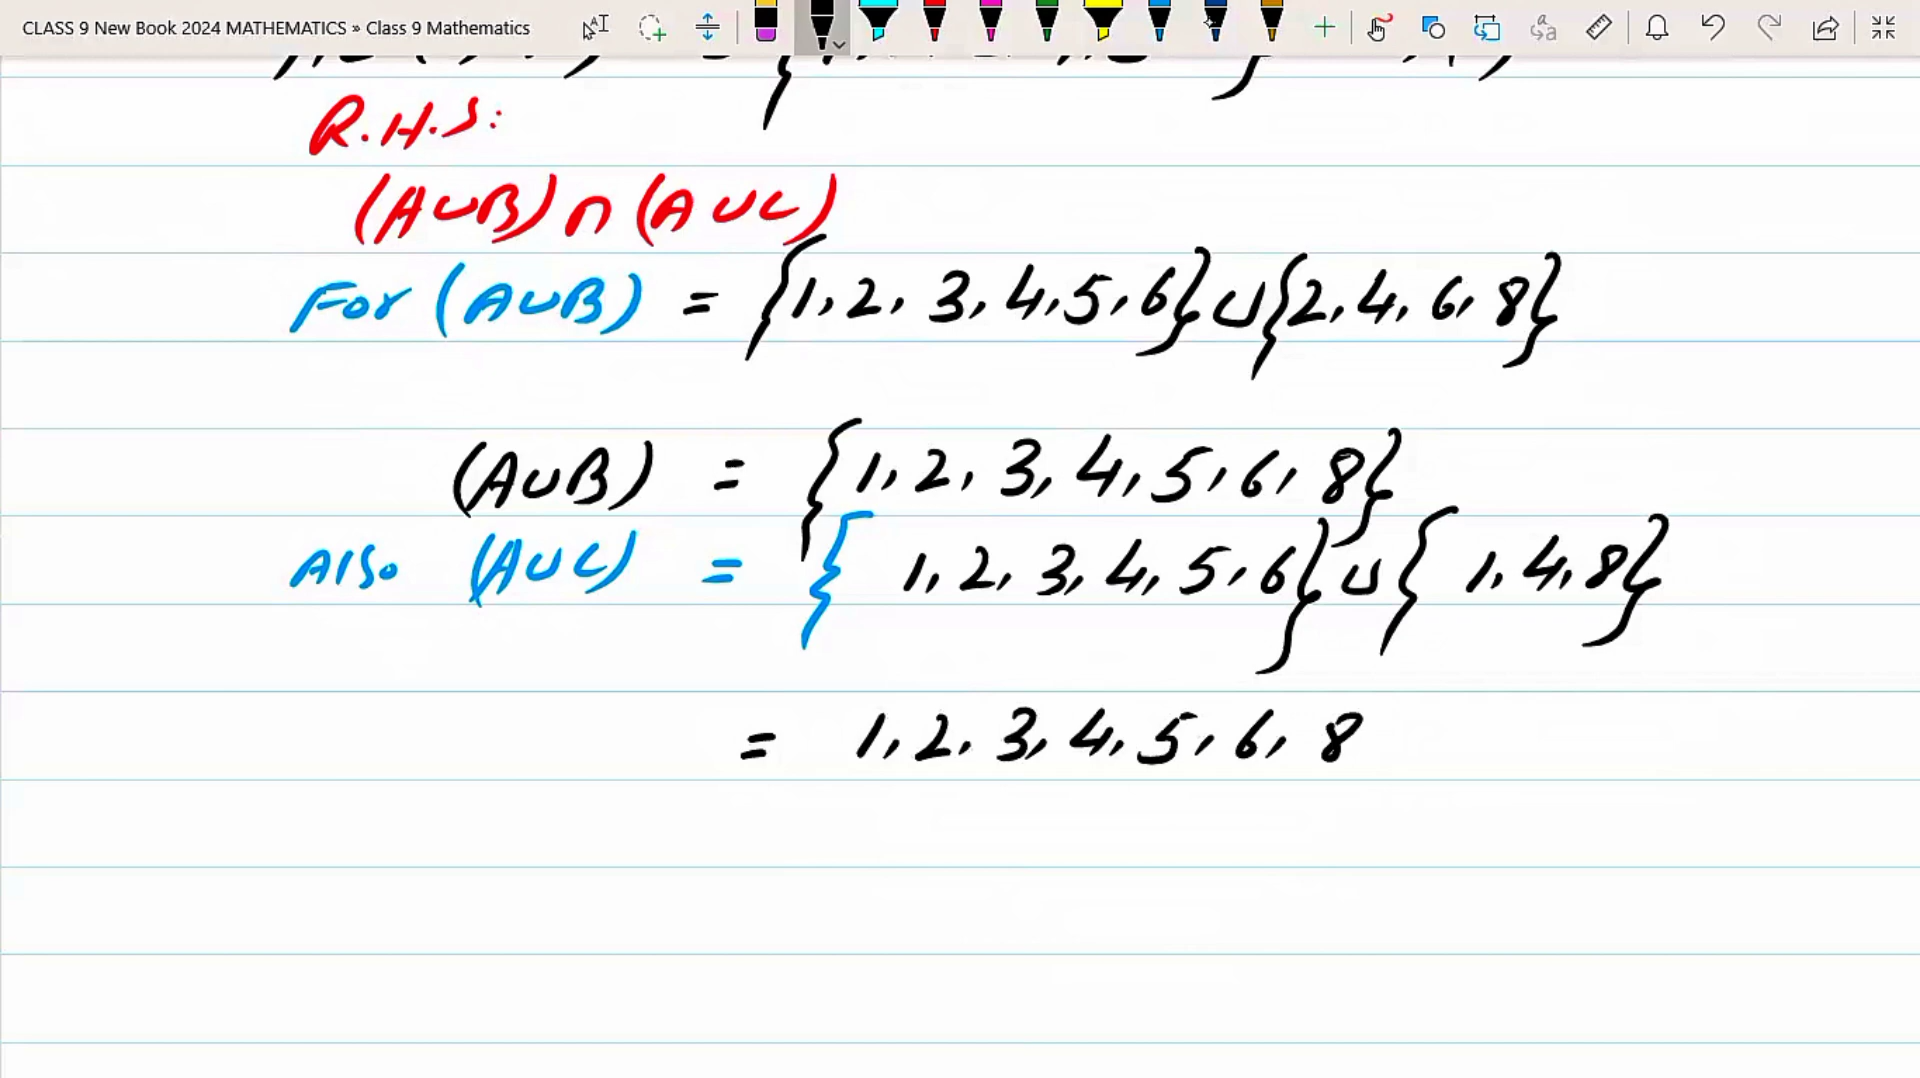 CLASS 9 New Book 2024 MATHEMATICS » Class 9 Mathematics
R.H.S:
(A∪B)∩(A∪C)
For (A∪B) = {1,2,3,4,5,6}∪{2,4,6,8}
(A∪B) = {1,2,3,4,5,6,8}
Also (A∪C) = {1,2,3,4,5,6}∪{1,4,8}
= 1,2,3,4,5,6,8